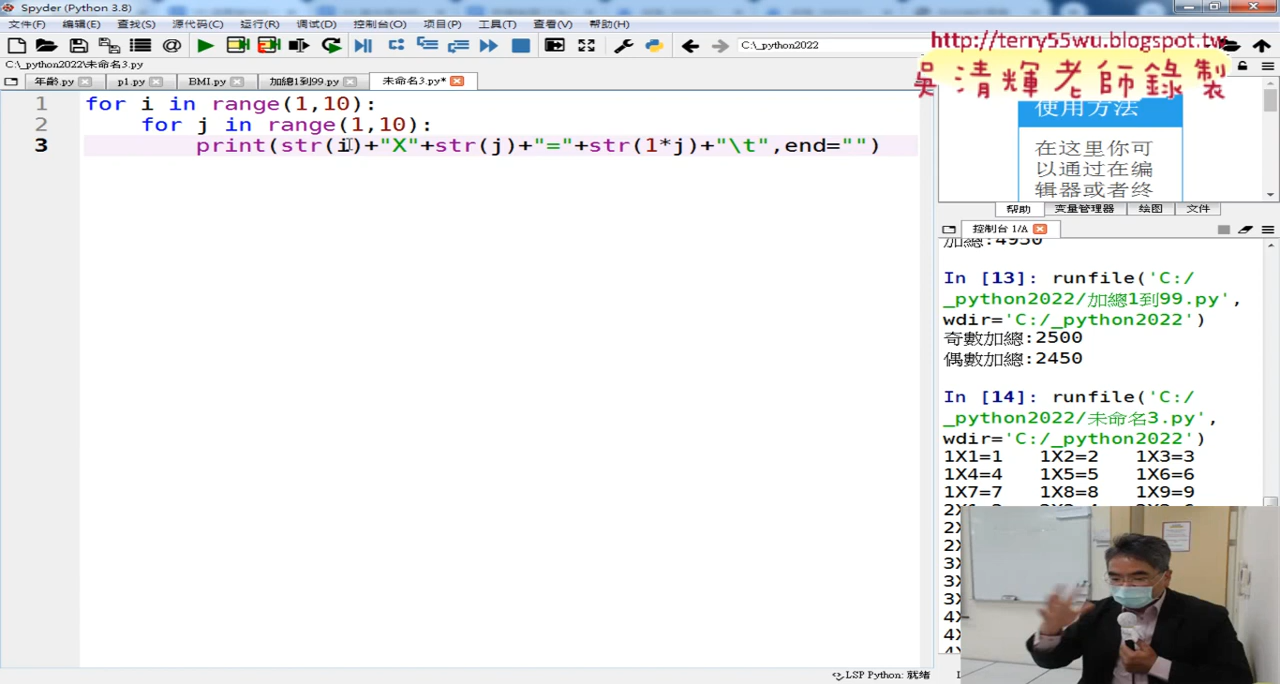 Spyder (Python 3.8)
文件(F) 编辑(E) 查找(S) 源代码(C) 运行(R) 调试(D) 控制台(O) 项目(P) 工具(T) 查看(V) 帮助(H)
C:\_python2022
http://terry55wu.blogspot.tw
C:\_python2022\未命名3.py
年齡.py p1.py BMI.py 加總1到99.py 未命名3.py*
吳清輝老師錄製
1 for i in range(1,10):
2 for j in range(1,10):
3 print(str(i)+"X"+str(j)+"="+str(1*j)+"\t",end="")
使用方法
在这里你可
以通过在编
辑器或者终
帮助 变量管理器 绘图 文件
控制台 1/A
加總:4950
In [13]: runfile('C:/
_python2022/加總1到99.py',
wdir='C:/_python2022')
奇數加總:2500
偶數加總:2450
In [14]: runfile('C:/
_python2022/未命名3.py',
wdir='C:/_python2022')
1X1=1 1X2=2 1X3=3
1X4=4 1X5=5 1X6=6
1X7=7 1X8=8 1X9=9
LSP Python: 就绪